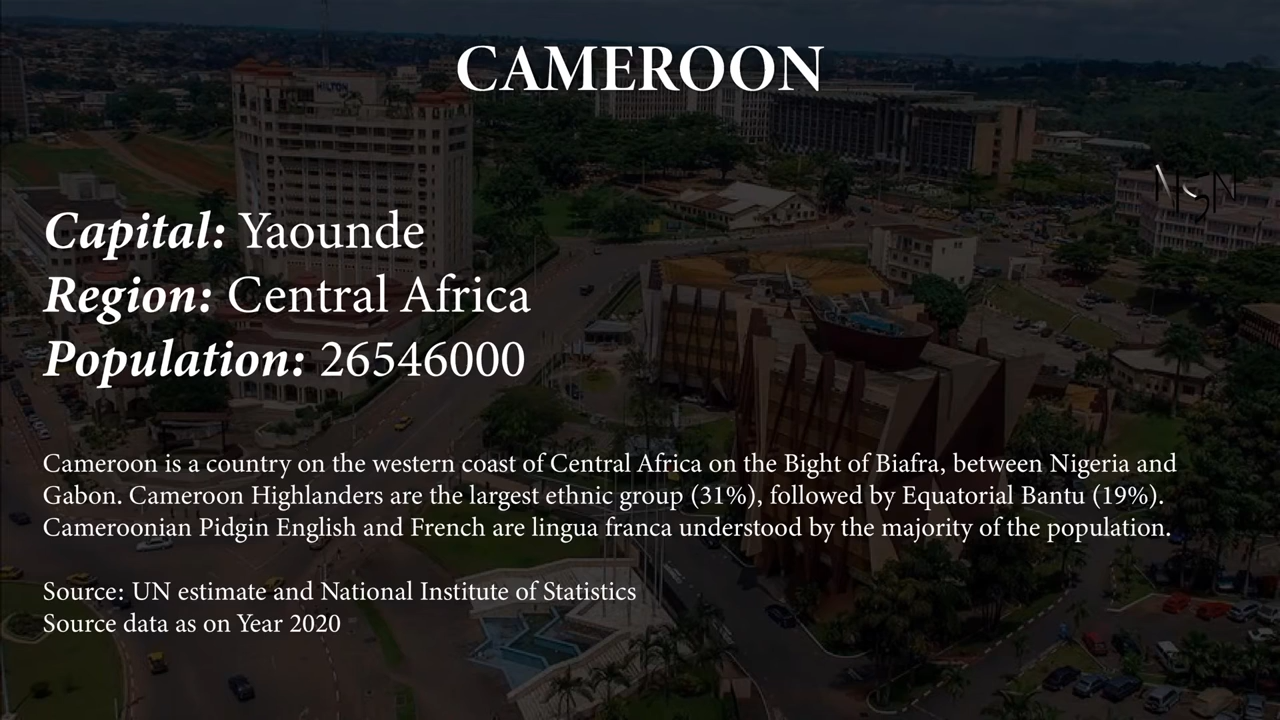 CAMEROON
HILTON
Capital: Yaounde
Region: Central Africa
Population: 26546000
Cameroon is a country on the western coast of Central Africa on the Bight of Biafra, between Nigeria and
Gabon. Cameroon Highlanders are the largest ethnic group (31%), followed by Equatorial Bantu (19%).
Cameroonian Pidgin English and French are lingua franca understood by the majority of the population.
Source: UN estimate and National Institute of Statistics
Source data as on Year 2020